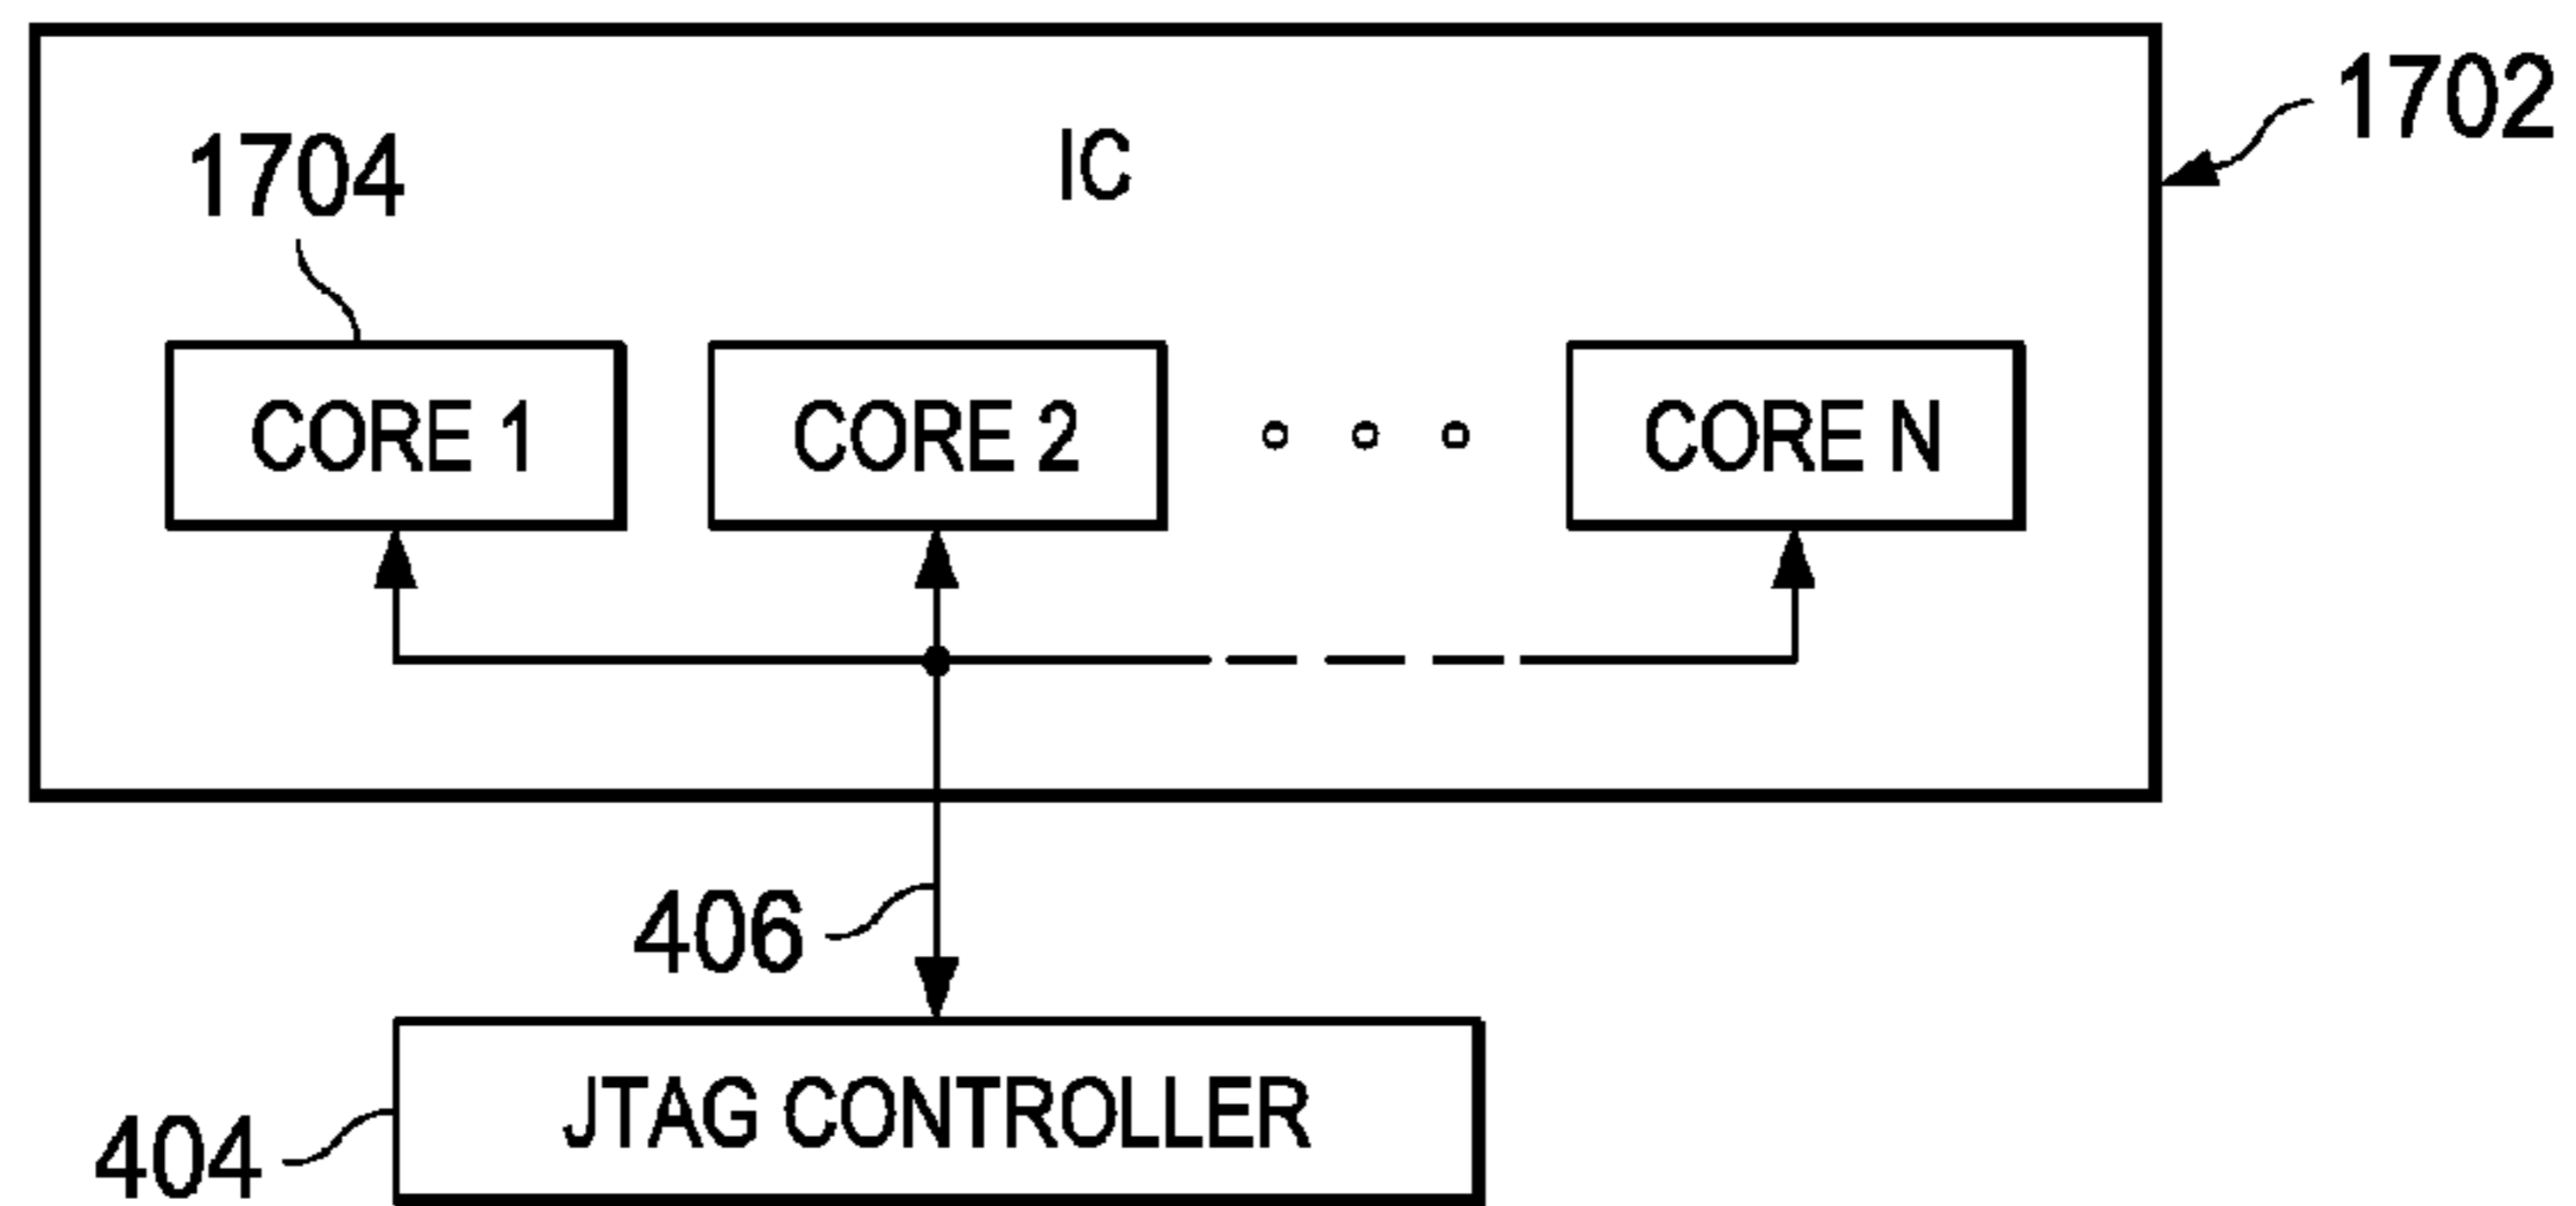 1702
IC
1704
CORE 1 CORE 2 CORE N
406
JTAG CONTROLLER
404